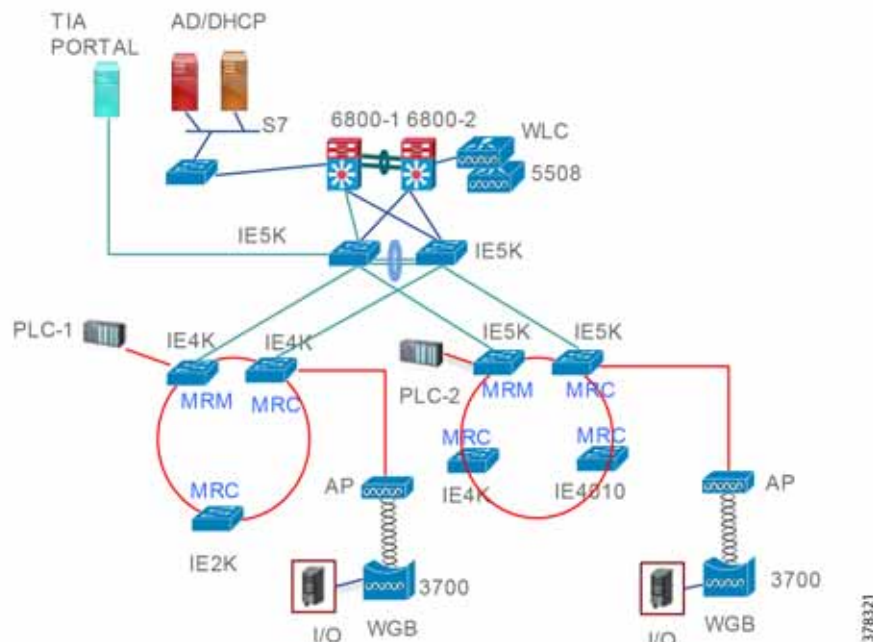 TIA
PORTAL
AD/DHCP
S7
6800-1
6800-2
WLC
5508
IE5K
IE5K
PLC-1
IE4K
IE4K
IE5K
IE5K
MRM
MRC
PLC-2
MRM
MRC
MRC
MRC
MRC
IE4K
IE4010
AP
AP
IE2K
3700
3700
I/O
WGB
I/O
WGB
378321